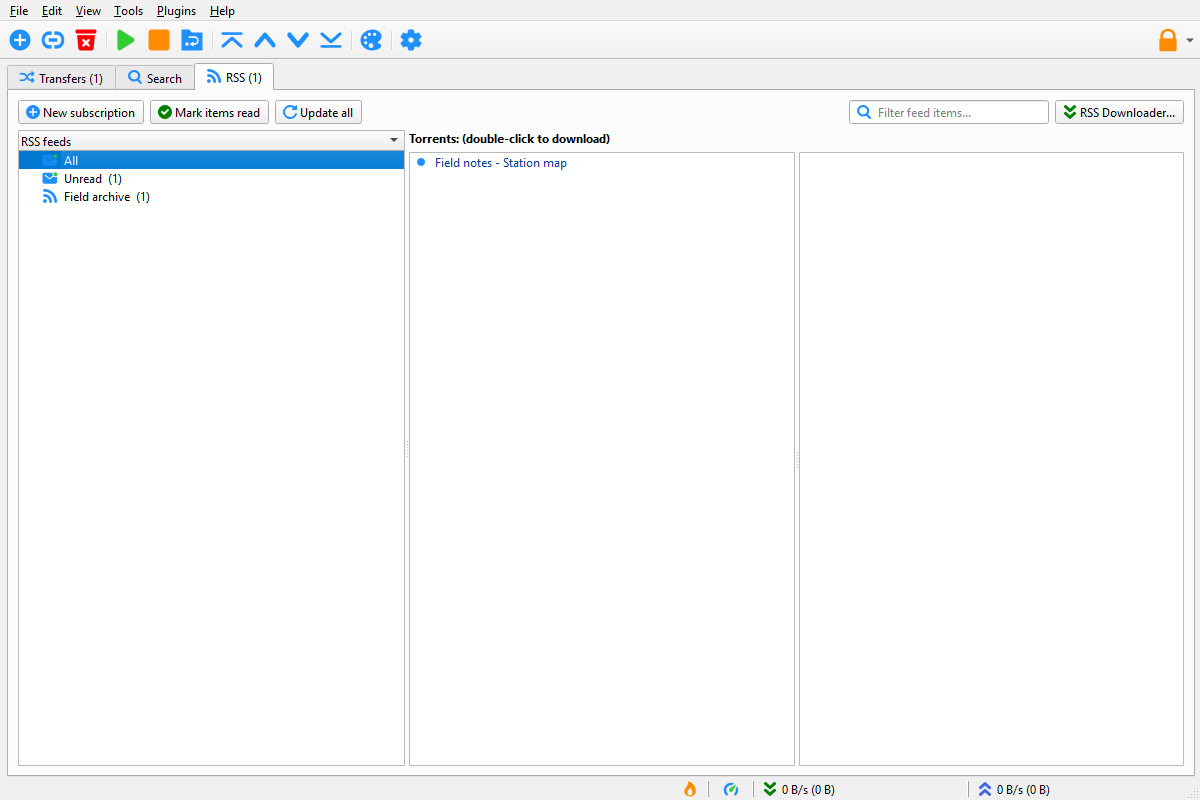 File Edit View Tools Plugins Help
Transfers (1) Search RSS (1)
New subscription Mark items read Update all Filter feed items... RSS Downloader...
RSS feeds
Torrents: (double-click to download)
All
Unread (1)
Field archive (1)
Field notes - Station map
0 B/s (0 B) 0 B/s (0 B)